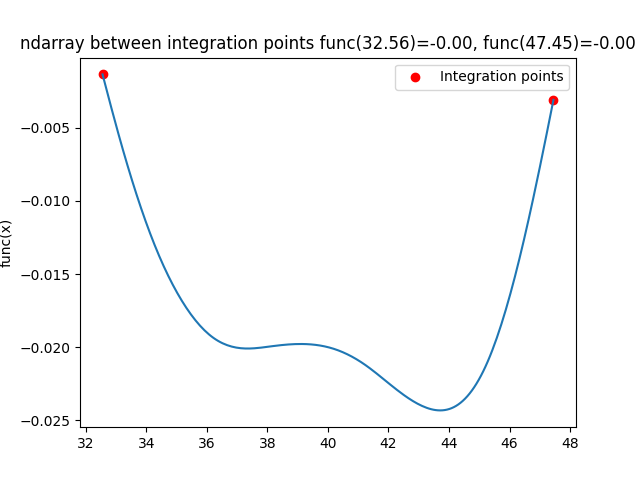 ndarray between integration points func(32.56)=-0.00, func(47.45)=-0.00
Integration points
func(x)
−0.005
−0.010
−0.015
−0.020
−0.025
32 34 36 38 40 42 44 46 48